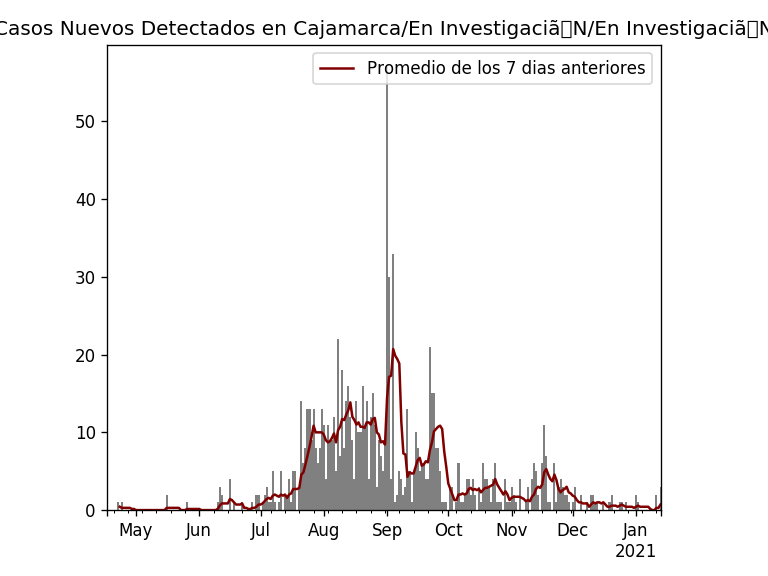 Casos Nuevos Detectados en Cajamarca/En Investigaciã▯N/En Investigaciã▯N
Promedio de los 7 dias anteriores
50
40
30
20
10
0
May Jun Jul Aug Sep Oct Nov Dec Jan
2021